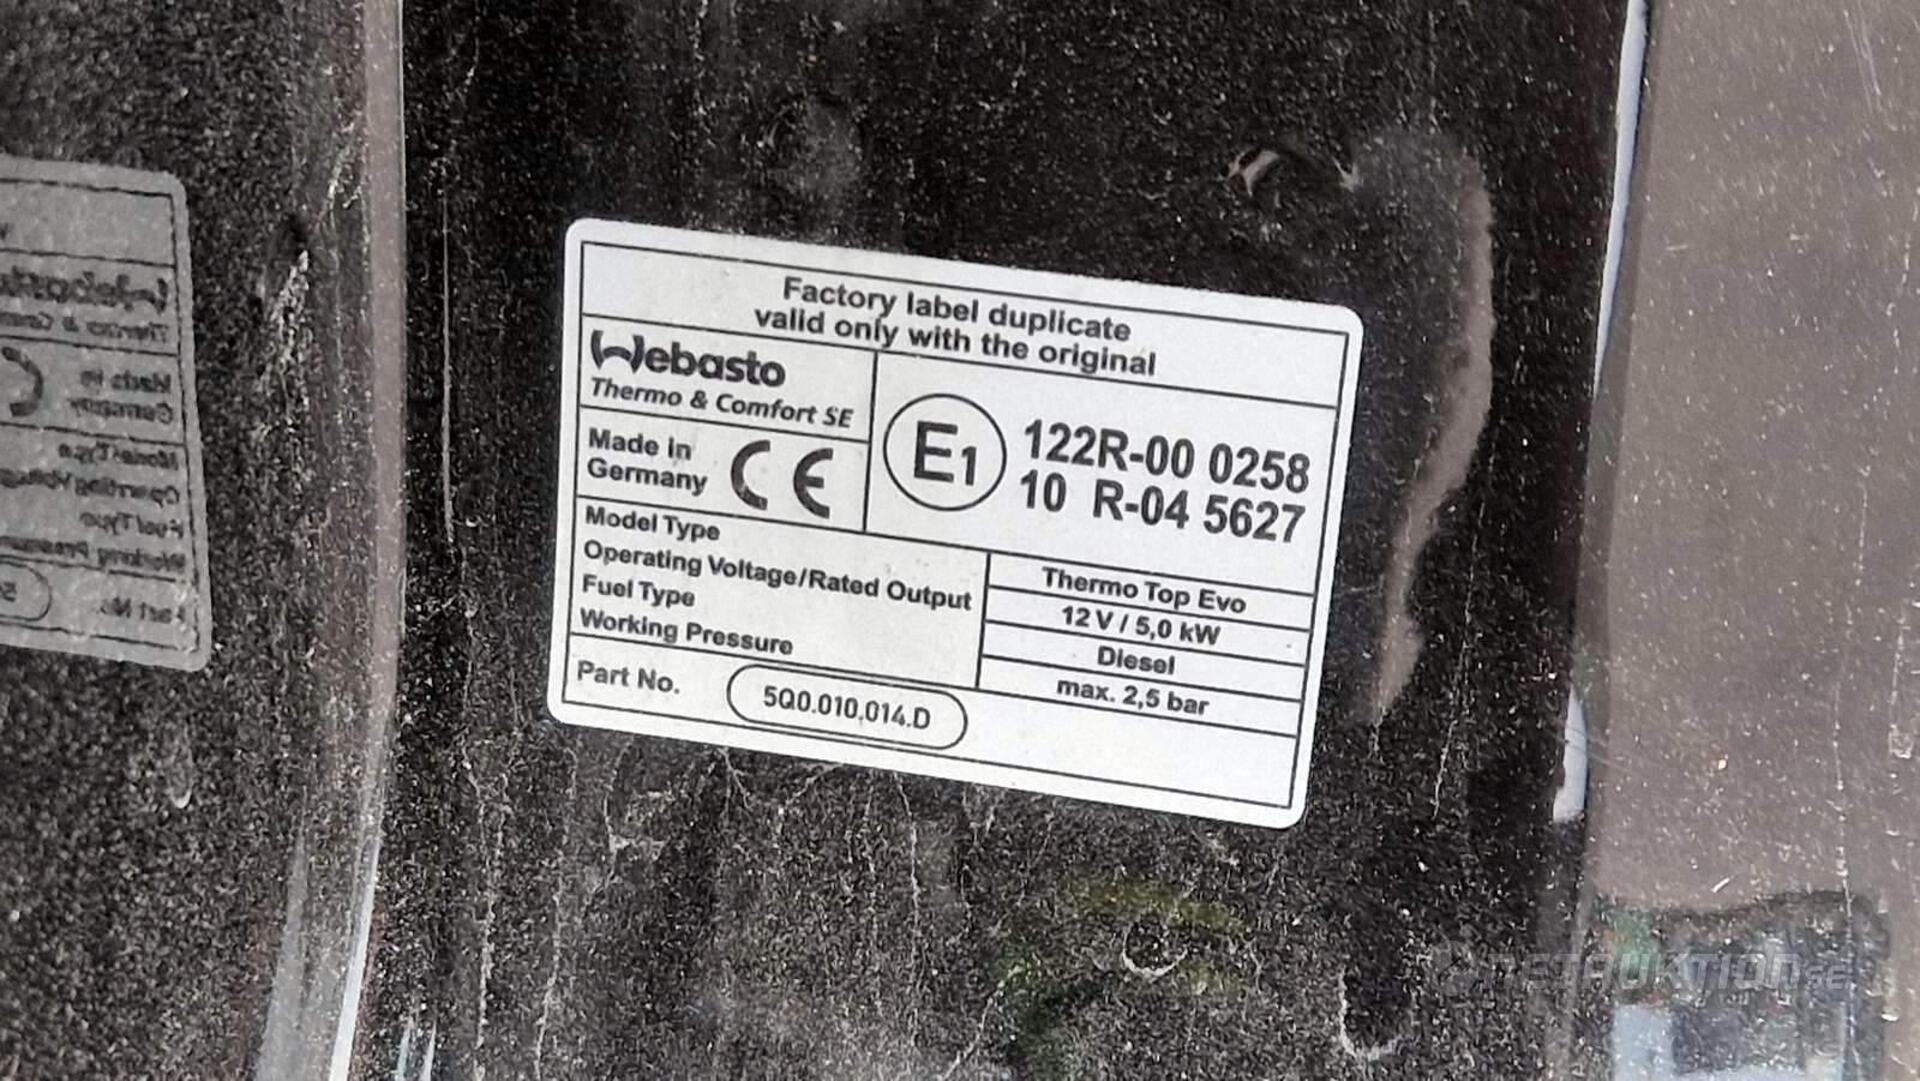 Factory label duplicate
valid only with the original
Webasto
Thermo & Comfort SE
Made in
Germany
CE
E1
122R-00 0258
10 R-04 5627
Model Type
Thermo Top Evo
Operating Voltage/Rated Output
12 V / 5,0 kW
Fuel Type
Diesel
Working Pressure
max. 2,5 bar
Part No.
5Q0.010.014.D
NETAUKTION.SE